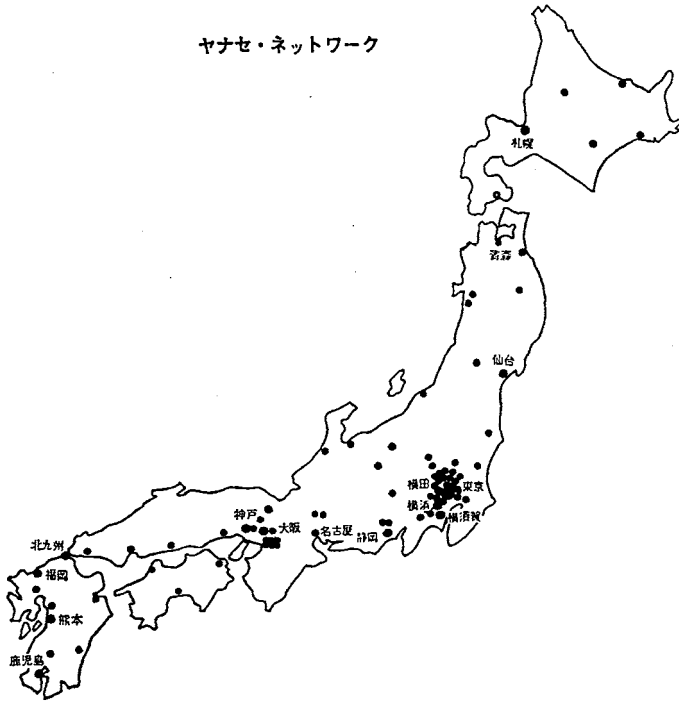 ヤナセ・ネットワーク
札幌
青森
仙台
横田
東京
横浜
横須賀
神戸
大阪
名古屋
静岡
北九州
福岡
熊本
鹿児島